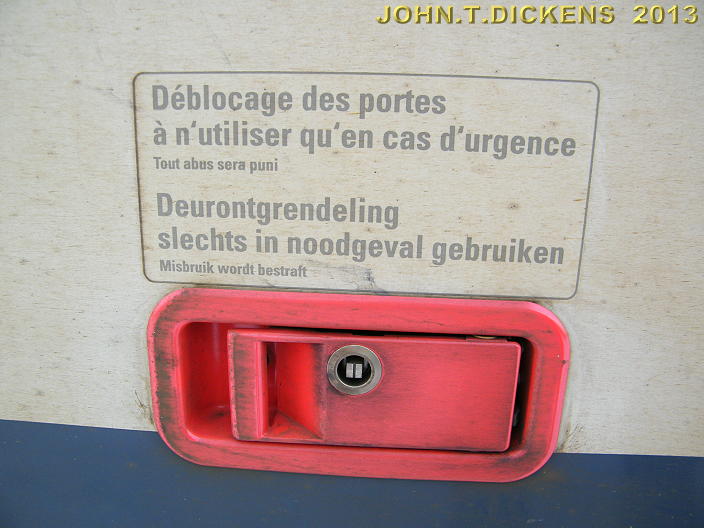 JOHN.T.DICKENS 2013
Déblocage des portes
à n'utiliser qu'en cas d'urgence
Tout abus sera puni
Deurontgrendeling
slechts in noodgeval gebruiken
Misbruik wordt bestraft